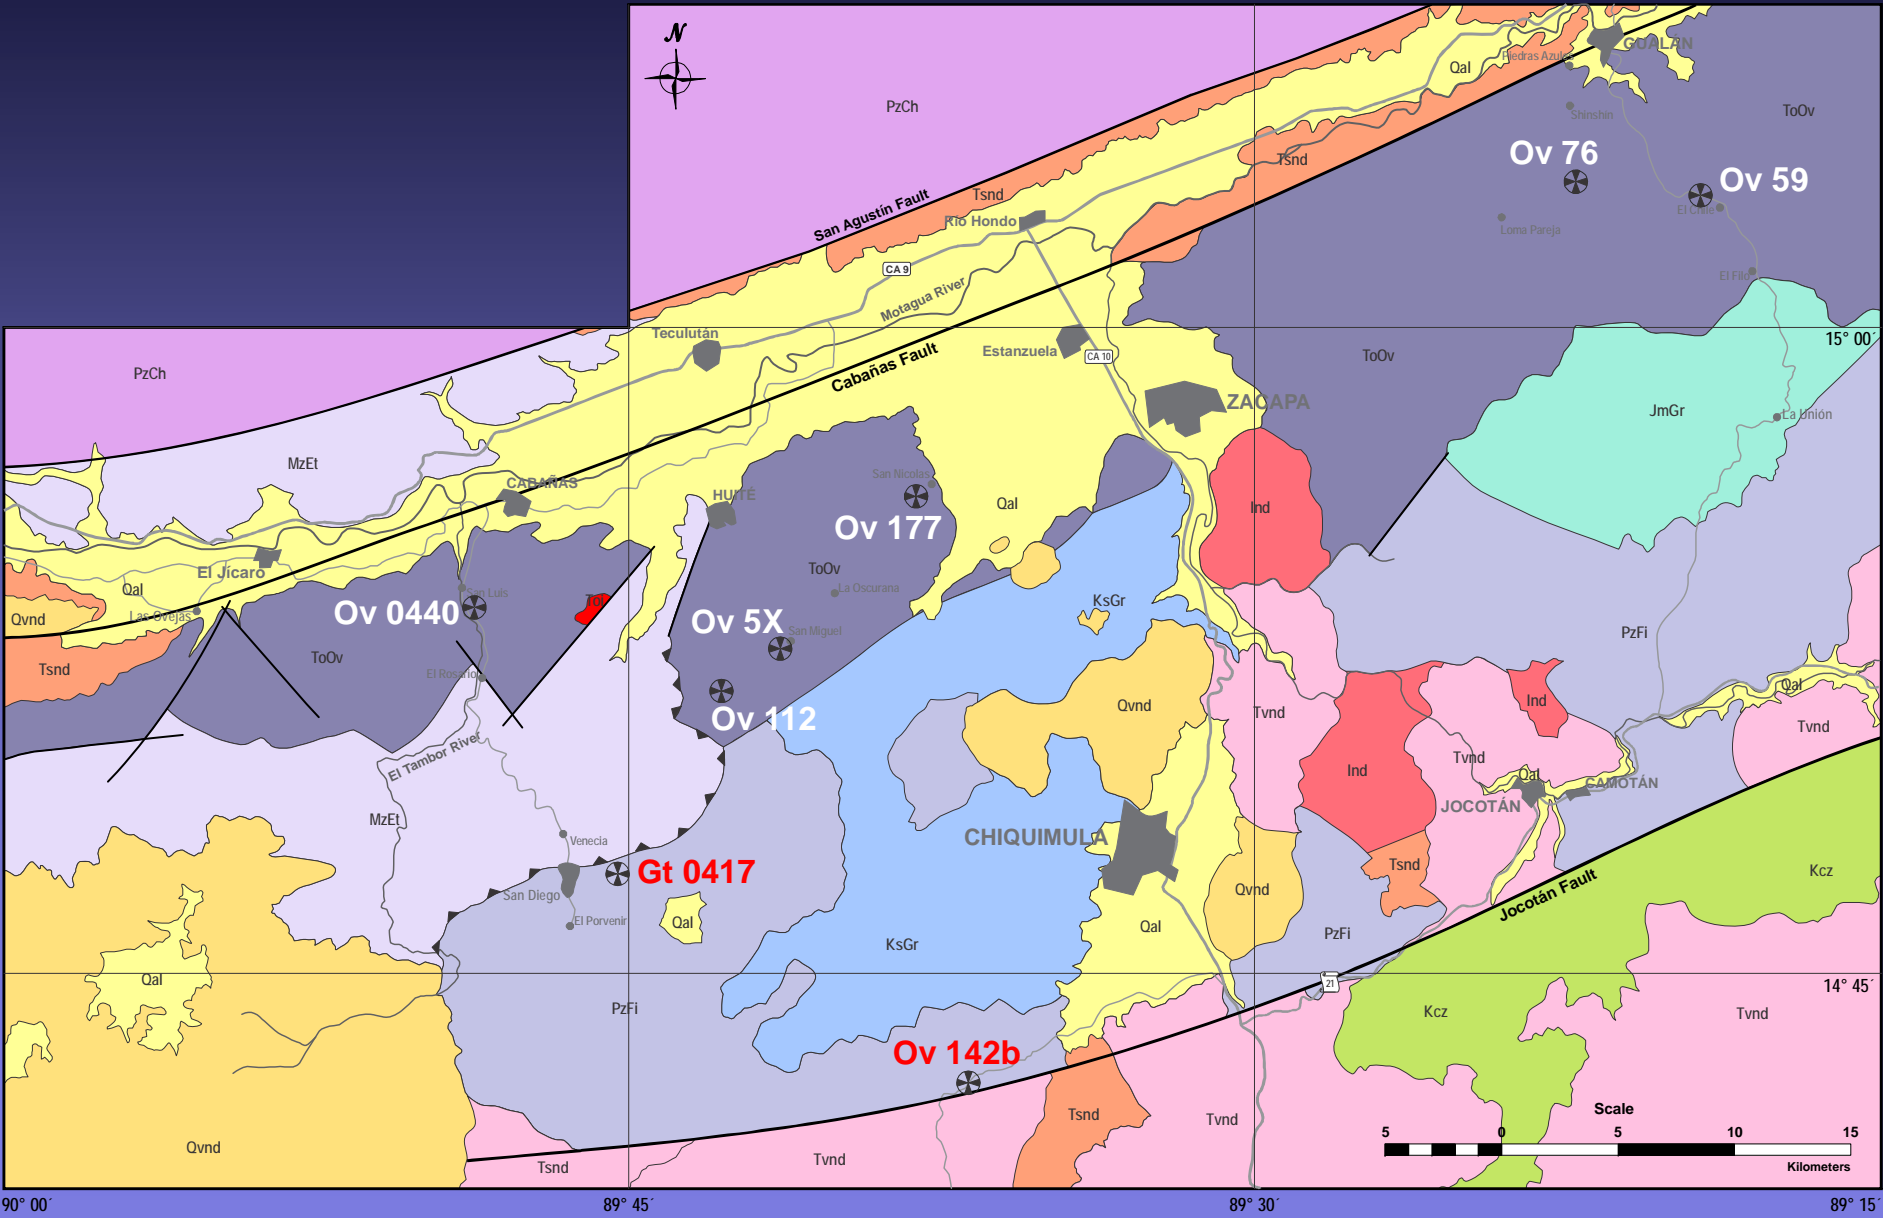 N
PzCh
Qal
Piedras Azules
GUALÁN
Shinshin
ToOv
Ov 76
Tsnd
Ov 59
El Chile
San Agustín Fault
Tsnd
Río Hondo
Loma Pareja
CA 9
El Filo
Motagua River
Teculután
Estanzuela
CA 10
Cabañas Fault
ToOv
15° 00´
PzCh
ZACAPA
JmGr
La Unión
MzEt
San Nicolas
CABAÑAS
HUITÉ
Qal
Ind
Ov 177
El Jícaro
ToOv
Qal
La Oscurana
San Luis
KsGr
Las Ovejas
Ov 0440
Qvnd
Ov 5X
San Miguel
PzFi
ToOv
Tsnd
El Rosario
Qal
Ov 112
Qvnd
Tvnd
Ind
Tvnd
El Tambor River
Tvnd
Ind
Qal
CAMOTÁN
JOCOTÁN
MzEt
Venecia
CHIQUIMULA
Tsnd
Kcz
Gt 0417
San Diego
Qvnd
Jocotán Fault
El Porvenir
Qal
Qal
PzFi
KsGr
Qal
21
14° 45´
PzFi
Kcz
Tvnd
Ov 142b
Qvnd
Tsnd
Tvnd
Scale
5 0 5 10 15
Kilometers
Tsnd
Tvnd
90° 00´
89° 45´
89° 30´
89° 15´